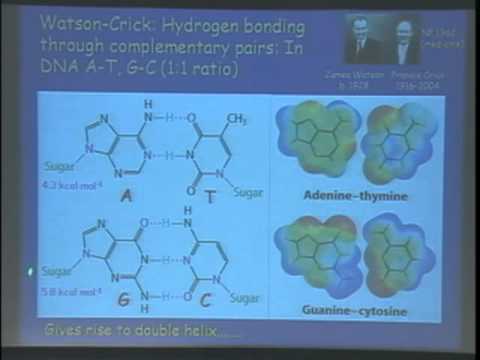 Watson-Crick: Hydrogen bonding
through complementary pairs: In
DNA A-T, G-C (1:1 ratio)
NP 1962
(medicine)
James Watson
b. 1928
Francis Crick
1916-2004
H
N-H
O
CH₃
N
N
N
N
N-H
N
N
Sugar
O
Sugar
4.3 kcal mol⁻¹
A
T
Adenine–thymine
H
O
H-N
N
N
N
N-H
N
N
Sugar
N-H
O
Sugar
5.8 kcal mol⁻¹
H
G
C
Guanine–cytosine
Gives rise to double helix......